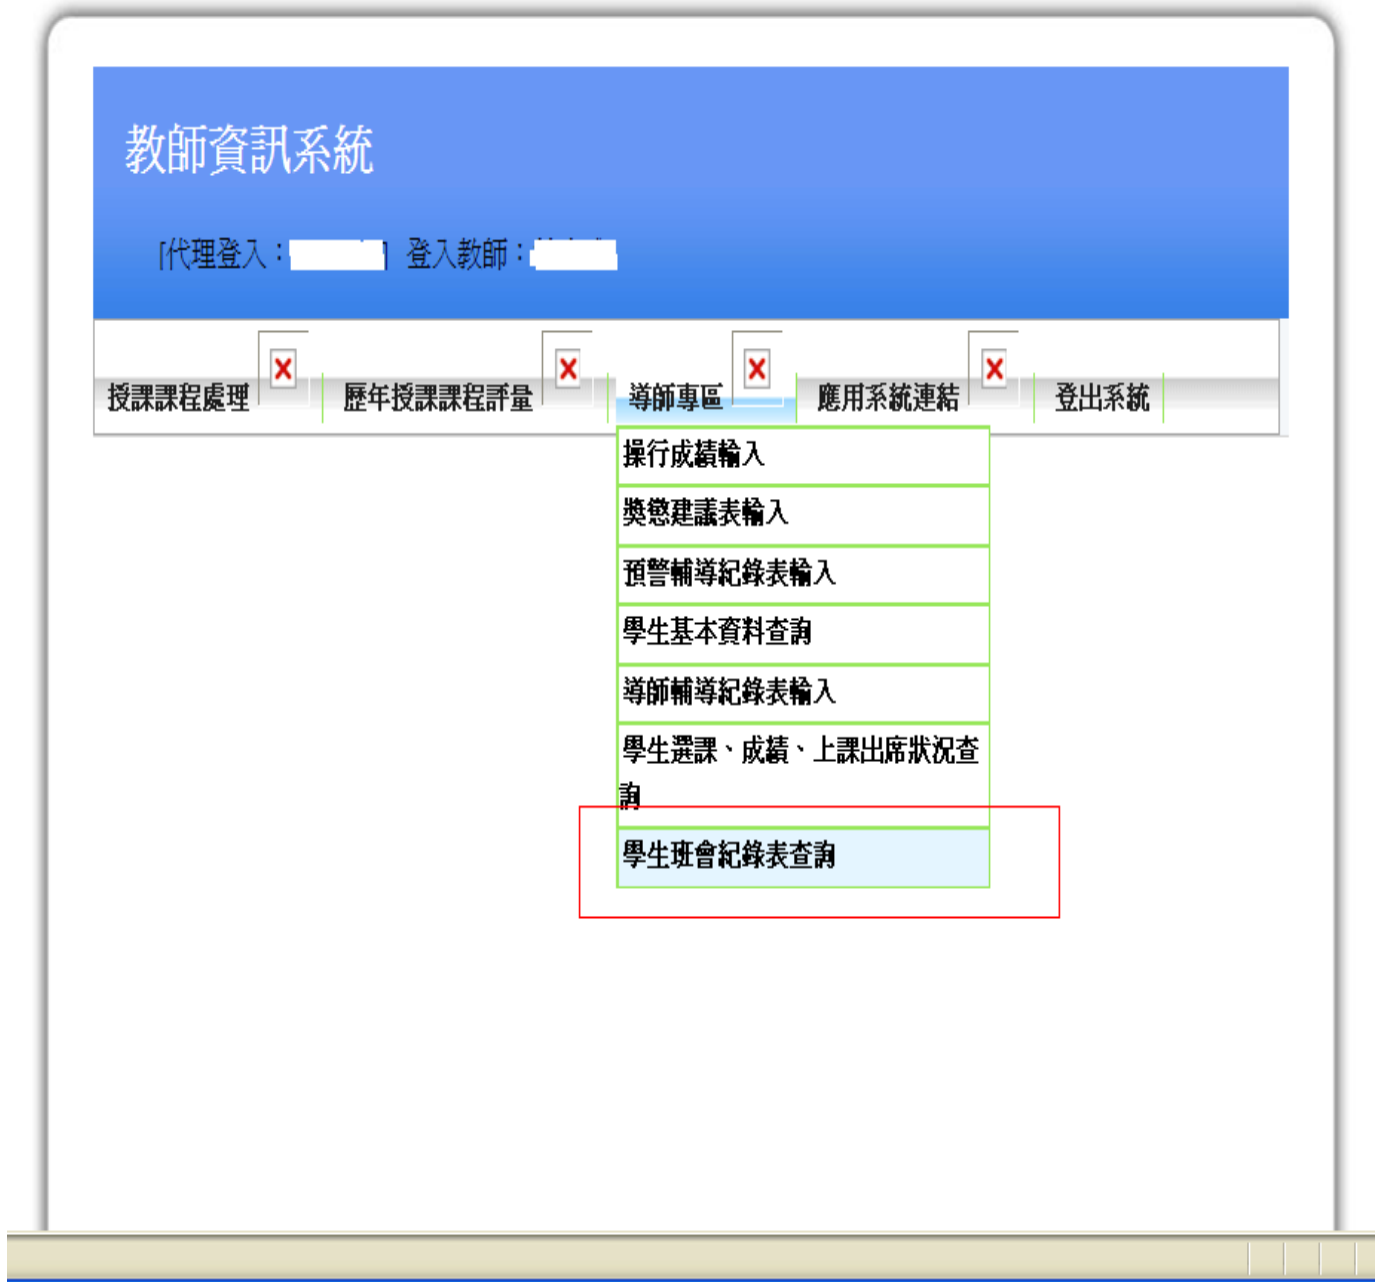 教師資訊系統
[代理登入： ] 登入教師：
授課課程處理 歷年授課課程評量 導師專區 應用系統連結 登出系統
操行成績輸入
獎懲建議表輸入
預警輔導紀錄表輸入
學生基本資料查詢
導師輔導紀錄表輸入
學生選課、成績、上課出席狀況查
詢
學生班會紀錄表查詢